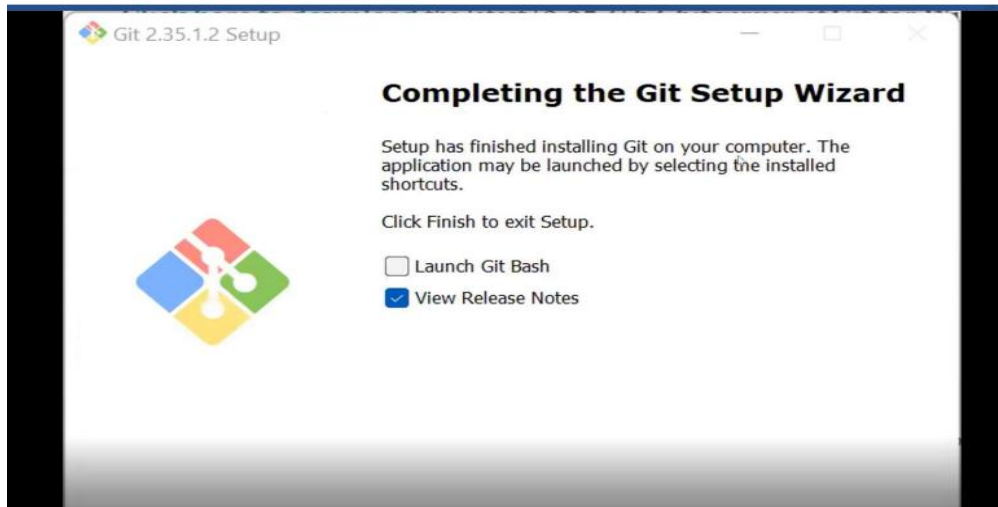 Git 2.35.1.2 Setup
Completing the Git Setup Wizard
Setup has finished installing Git on your computer. The
application may be launched by selecting the installed
shortcuts.
Click Finish to exit Setup.
Launch Git Bash
View Release Notes